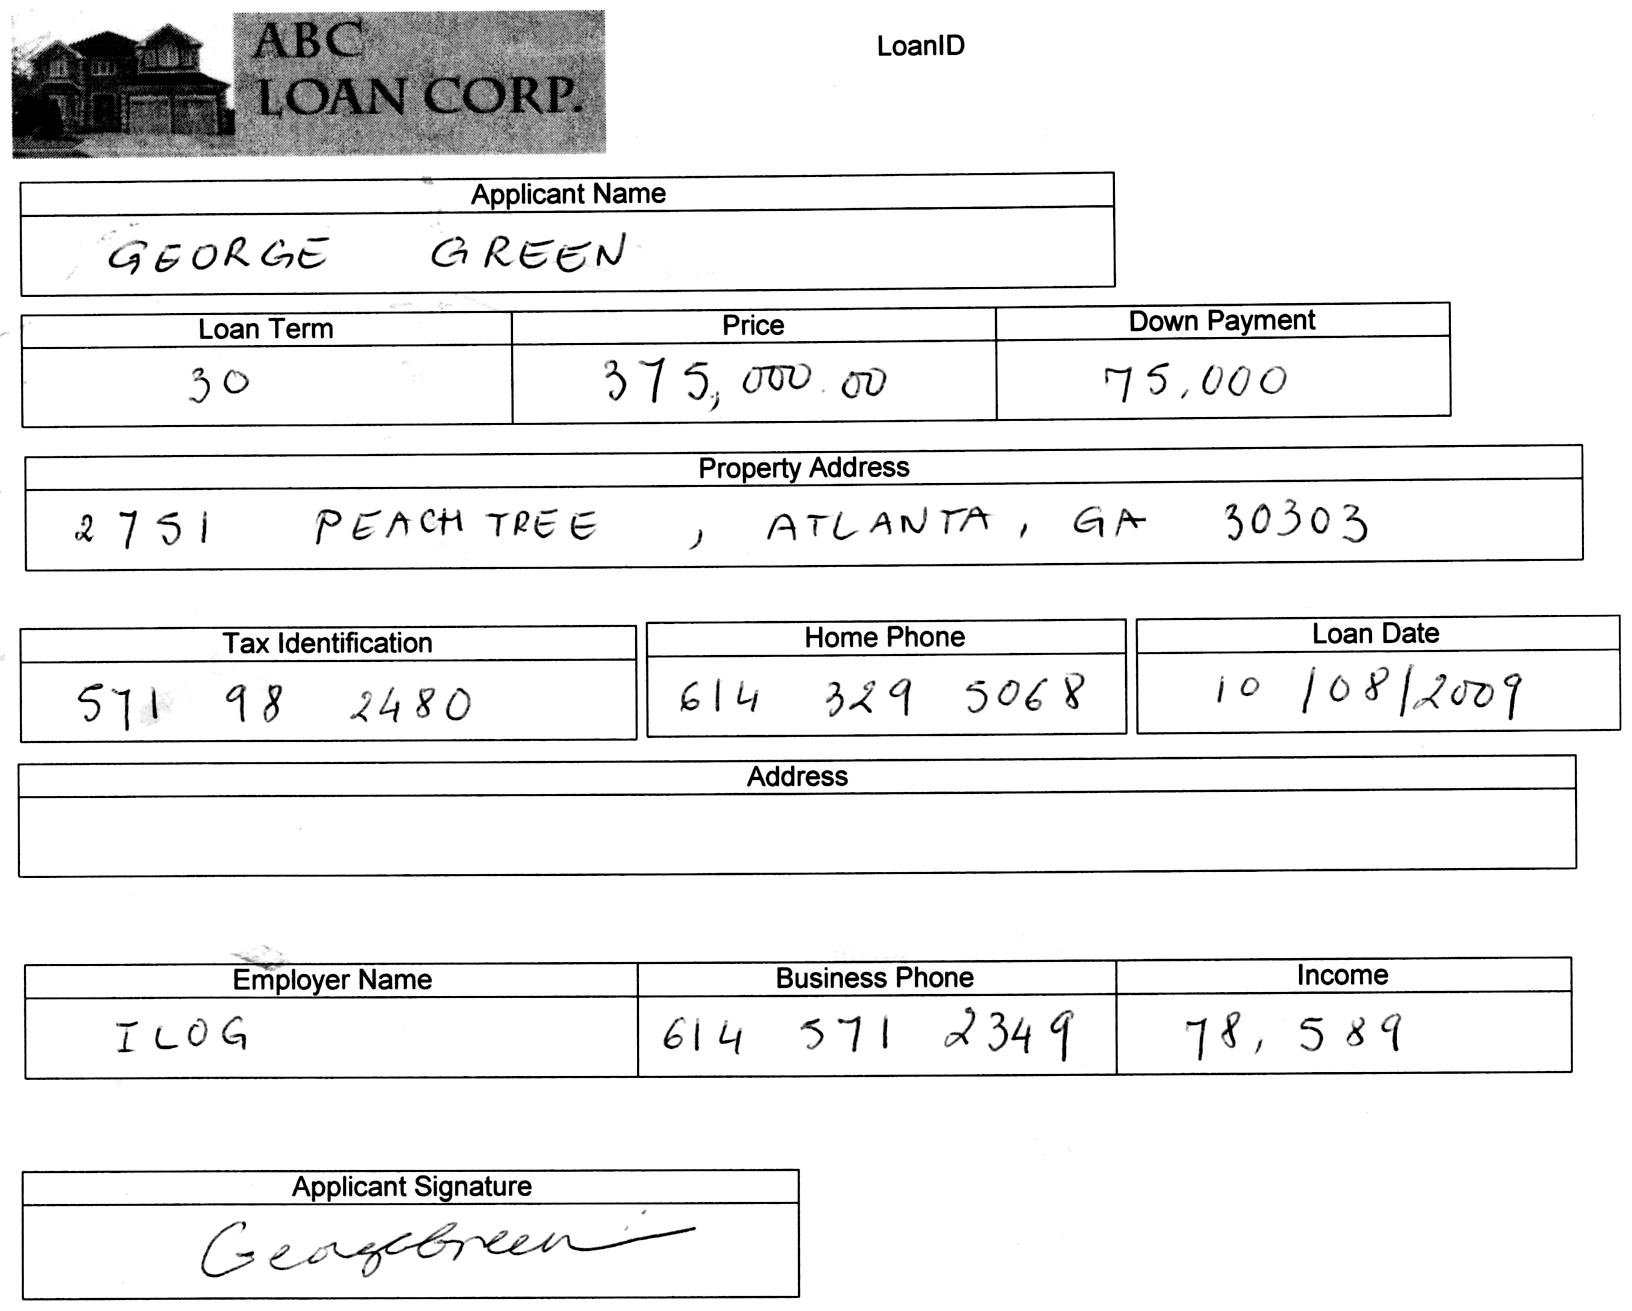 ABC
LOAN CORP.
LoanID
Applicant Name
GEORGE GREEN
Loan Term Price Down Payment
30 375,000.00 75,000
Property Address
2751 PEACH TREE , ATLANTA, GA 30303
Tax Identification Home Phone Loan Date
571 98 2480 614 329 5068 10/08/2009
Address
Employer Name Business Phone Income
ILOG 614 571 2349 78,589
Applicant Signature
George Green